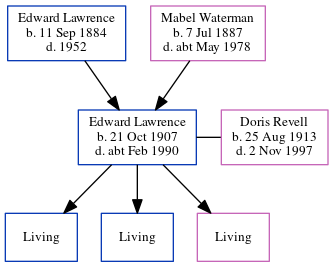 Edward Lawrence
b. 11 Sep 1884
d. 1952
Mabel Waterman
b. 7 Jul 1887
d. abt May 1978
Edward Lawrence
b. 21 Oct 1907
d. abt Feb 1990
Doris Revell
b. 25 Aug 1913
d. 2 Nov 1997
Living
Living
Living